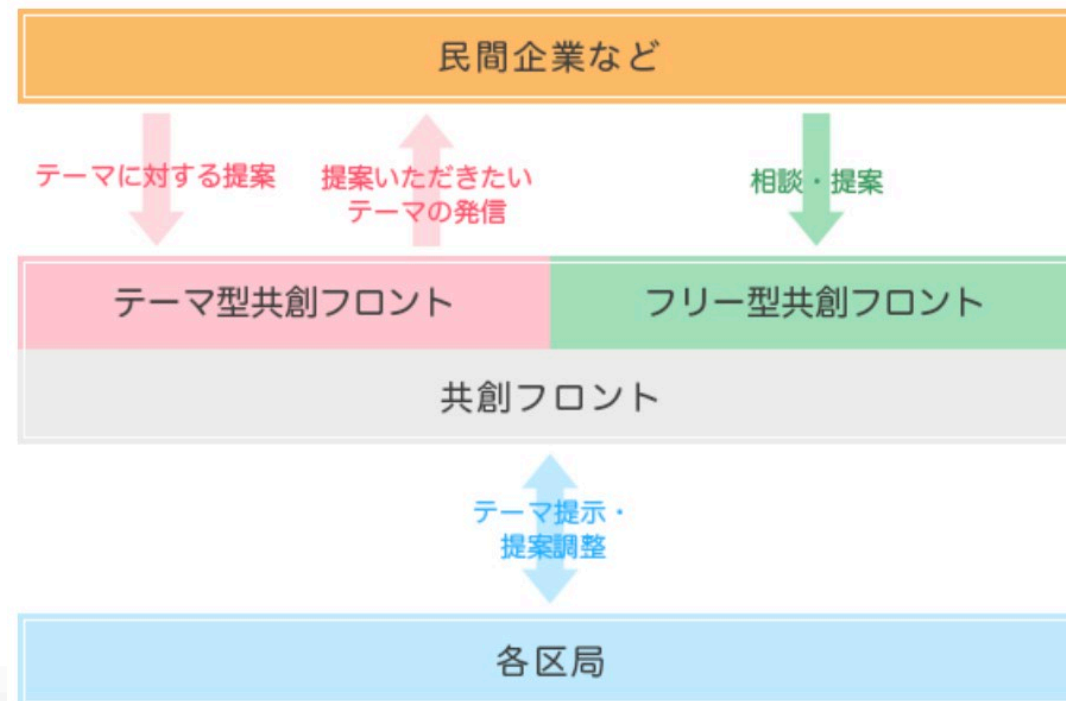 民間企業など
テーマに対する提案
提案いただきたい
テーマの発信
相談・提案
テーマ型共創フロント
フリー型共創フロント
共創フロント
テーマ提示・
提案調整
各区局